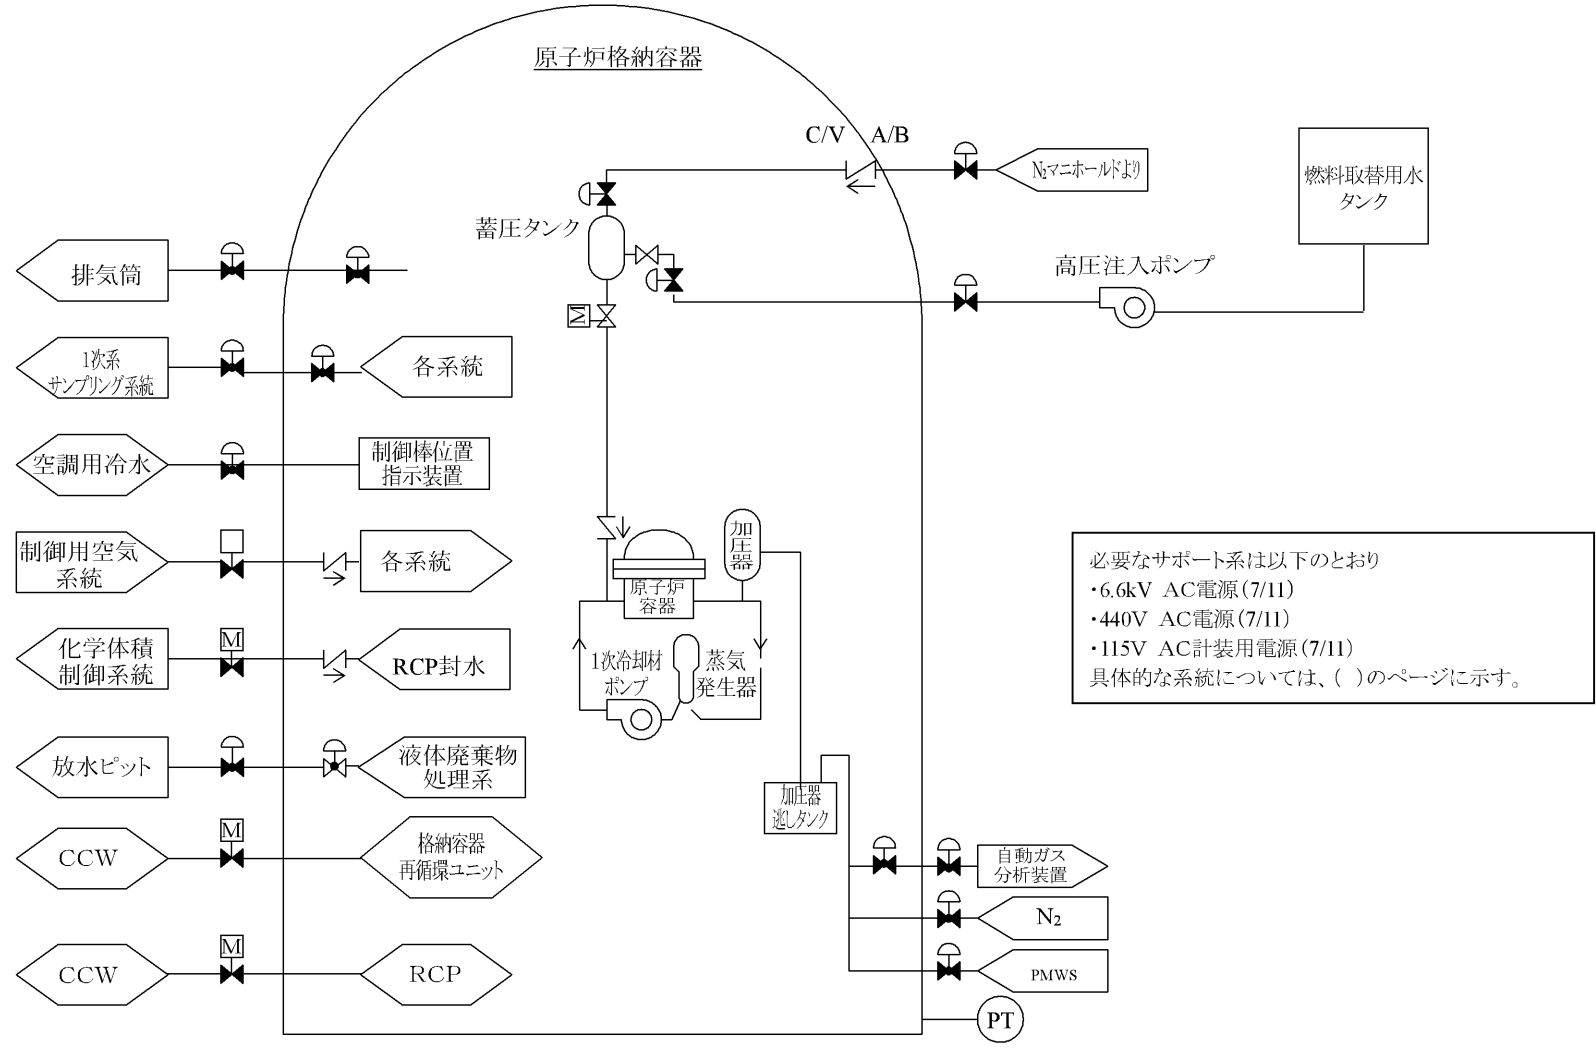 原子炉格納容器
C/V A/B
N₂マニホールドより
燃料取替用水
タンク
蓄圧タンク
高圧注入ポンプ
排気筒
M
1次系
サンプリング系統
各系統
空調用冷水
制御棒位置
指示装置
制御用空気
系統
各系統
加
圧
器
原子炉
容器
必要なサポート系は以下のとおり
・6.6kV AC電源(7/11)
・440V AC電源(7/11)
・115V AC計装用電源(7/11)
具体的な系統については、( )のページに示す。
化学体積
制御系統
M
RCP封水
1次冷却材
ポンプ
蒸気
発生器
放水ピット
液体廃棄物
処理系
加圧器
逃しタンク
CCW
M
格納容器
再循環ユニット
自動ガス
分析装置
N₂
CCW
M
RCP
PMWS
PT